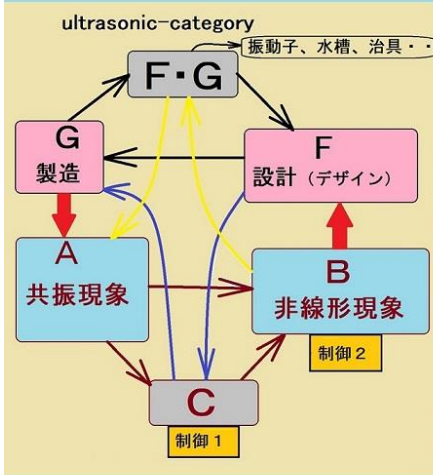 ultrasonic-category
振動子、水槽、治具・・
F・G
G
製造
F
設計（デザイン）
A
共振現象
B
非線形現象
制御２
C
制御１